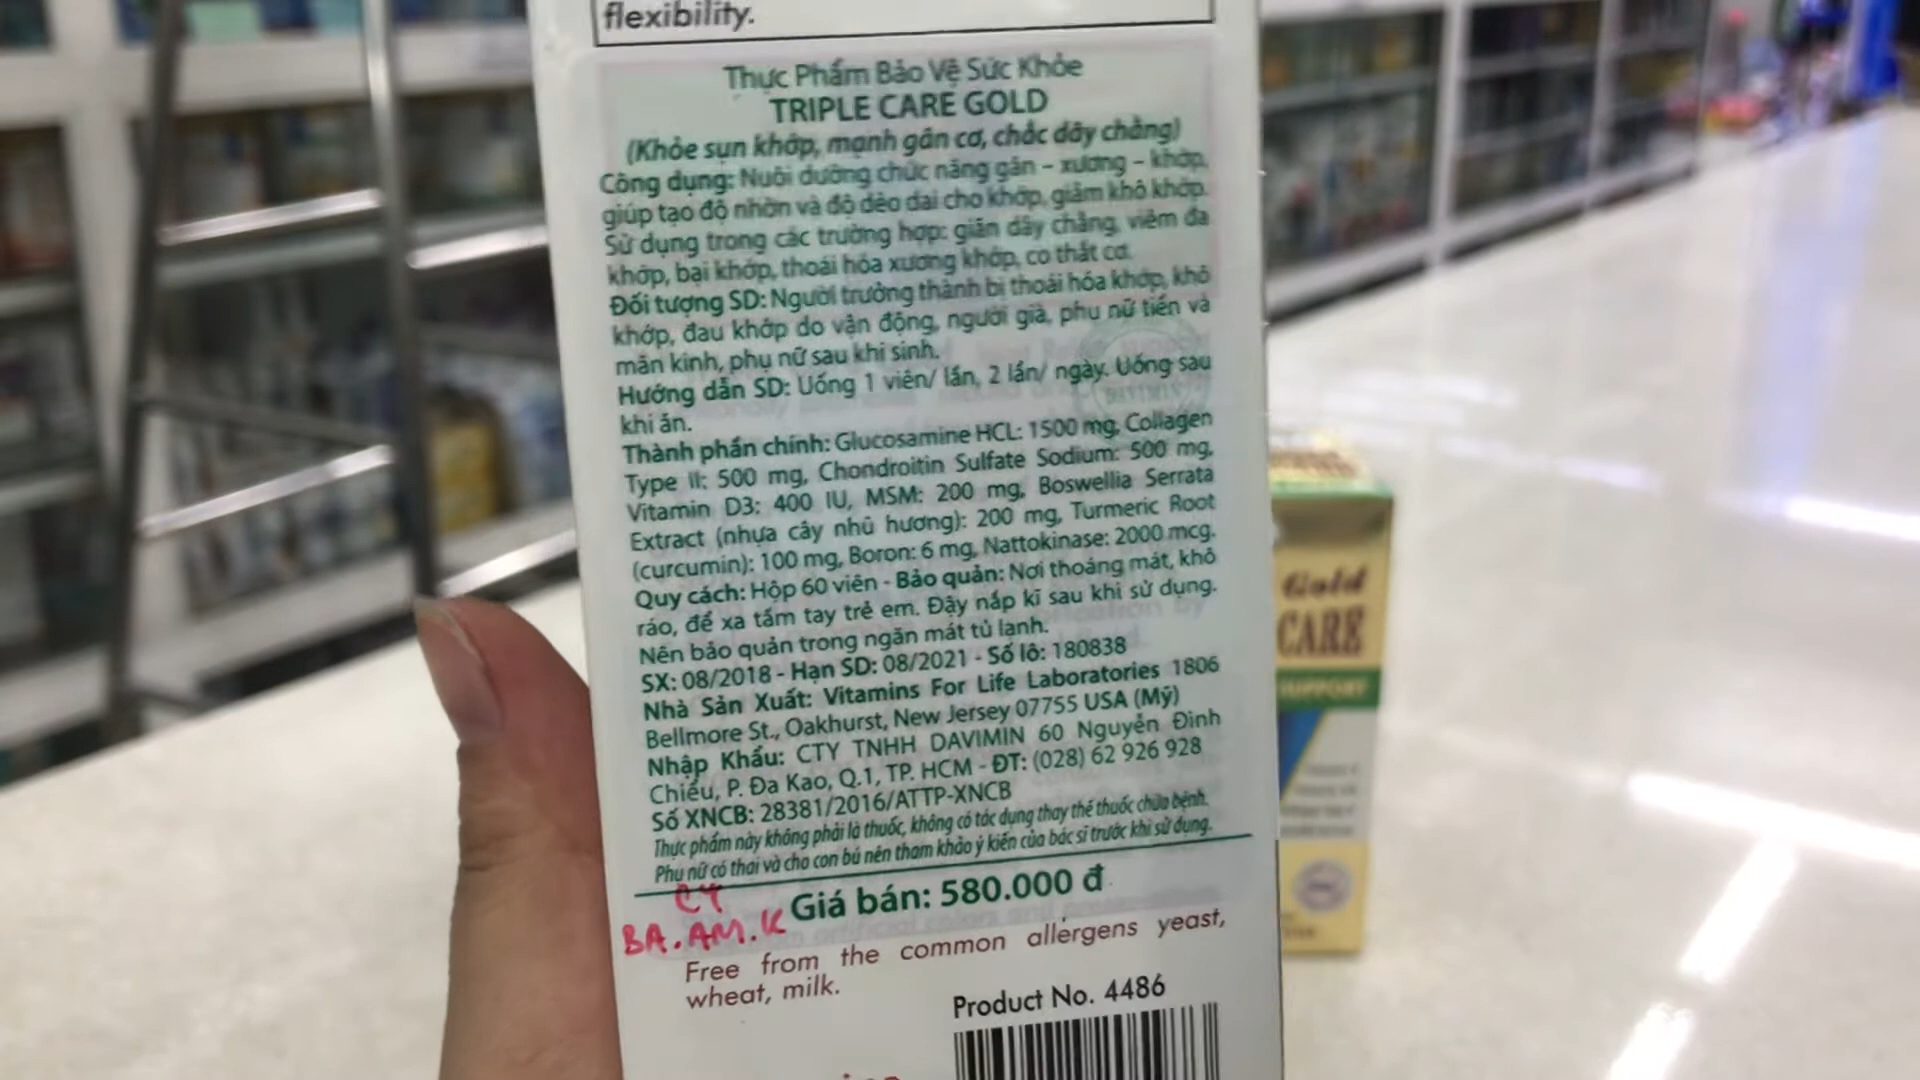 flexibility.
Thực Phẩm Bảo Vệ Sức Khỏe
TRIPLE CARE GOLD
(Khỏe sụn khớp, mạnh gân cơ, chắc dây chằng)
Công dụng: Nuôi dưỡng chức năng gân – xương – khớp,
giúp tạo độ nhờn và độ dẻo dai cho khớp, giảm khô khớp.
Sử dụng trong các trường hợp: giãn dây chằng, viêm đa
khớp, bại khớp, thoái hóa xương khớp, co thắt cơ.
Đối tượng SD: Người trưởng thành bị thoái hóa khớp, khô
khớp, đau khớp do vận động, người già, phụ nữ tiền và
mãn kinh, phụ nữ sau khi sinh.
Hướng dẫn SD: Uống 1 viên/ lần, 2 lần/ ngày. Uống sau
khi ăn.
Thành phần chính: Glucosamine HCL: 1500 mg, Collagen
Type II: 500 mg, Chondroitin Sulfate Sodium: 500 mg,
Vitamin D3: 400 IU, MSM: 200 mg, Boswellia Serrata
Extract (nhựa cây nhũ hương): 200 mg, Turmeric Root
(curcumin): 100 mg, Boron: 6 mg, Nattokinase: 2000 mcg.
Quy cách: Hộp 60 viên - Bảo quản: Nơi thoáng mát, khô
ráo, để xa tầm tay trẻ em. Đậy nắp kĩ sau khi sử dụng.
Nên bảo quản trong ngăn mát tủ lạnh.
SX: 08/2018 - Hạn SD: 08/2021 - Số lô: 180838
Nhà Sản Xuất: Vitamins For Life Laboratories 1806
Bellmore St., Oakhurst, New Jersey 07755 USA (Mỹ)
Nhập Khẩu: CTY TNHH DAVIMIN 60 Nguyễn Đình
Chiểu, P. Đa Kao, Q.1, TP. HCM - ĐT: (028) 62 926 928
Số XNCB: 28381/2016/ATTP-XNCB
Thực phẩm này không phải là thuốc, không có tác dụng thay thế thuốc chữa bệnh.
Phụ nữ có thai và cho con bú nên tham khảo ý kiến của bác sĩ trước khi sử dụng.
Giá bán: 580.000 đ
CY
BA.AM.K
Free from the common allergens yeast,
wheat, milk.
Product No. 4486
Gold
CARE
SUPPORT